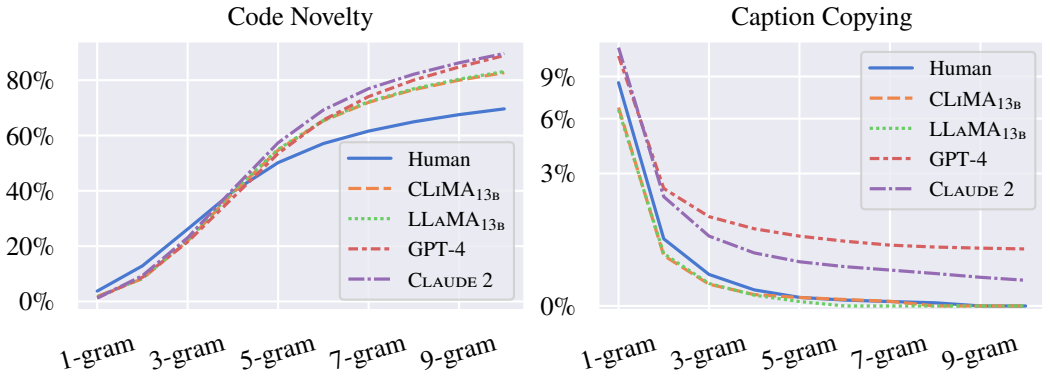 Code Novelty
80%
60%
40%
20%
0%
1-gram 3-gram 5-gram 7-gram 9-gram
Human
CLiMA13B
LLaMA13B
GPT-4
Claude 2
Caption Copying
9%
6%
3%
0%
1-gram 3-gram 5-gram 7-gram 9-gram
Human
CLiMA13B
LLaMA13B
GPT-4
Claude 2